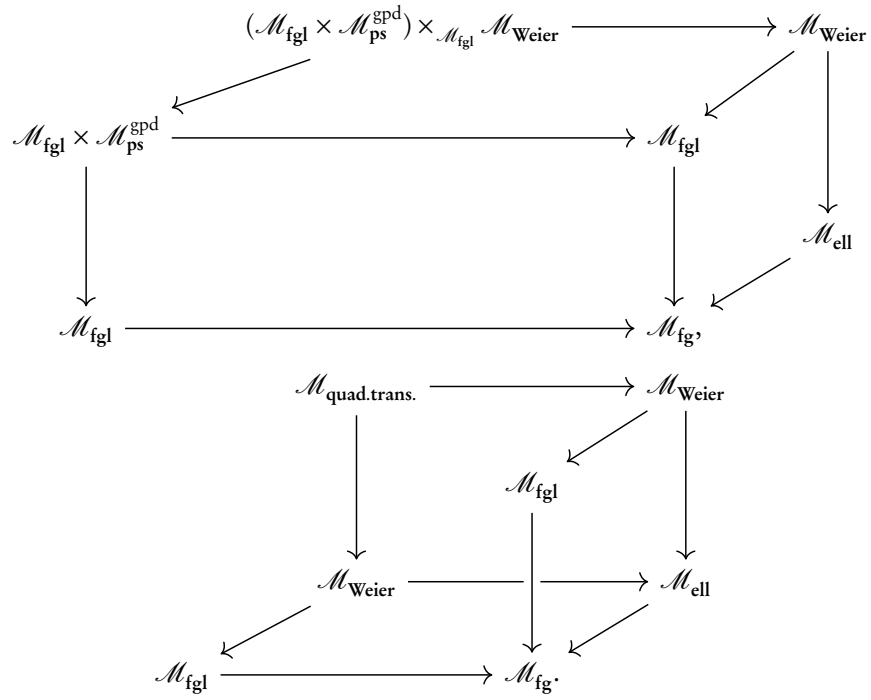 (ℳ_fgl × ℳ_ps^gpd) ×_ℳ_fgl ℳ_Weier ℳ_Weier
ℳ_fgl × ℳ_ps^gpd ℳ_fgl
ℳ_ell
ℳ_fgl ℳ_fg,
ℳ_quad.trans. ℳ_Weier
ℳ_fgl
ℳ_Weier ℳ_ell
ℳ_fgl ℳ_fg.